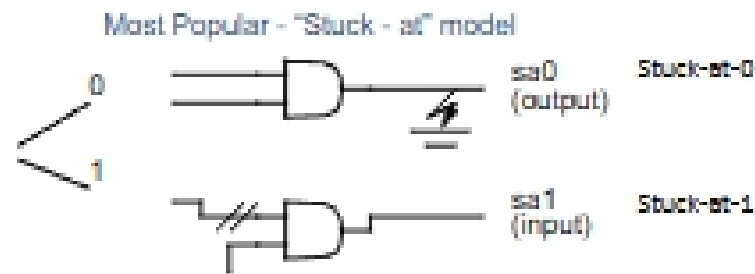 Most Popular - "Stuck - at" model
0
sa0
(output)
Stuck-at-0
1
sa1
(input)
Stuck-at-1